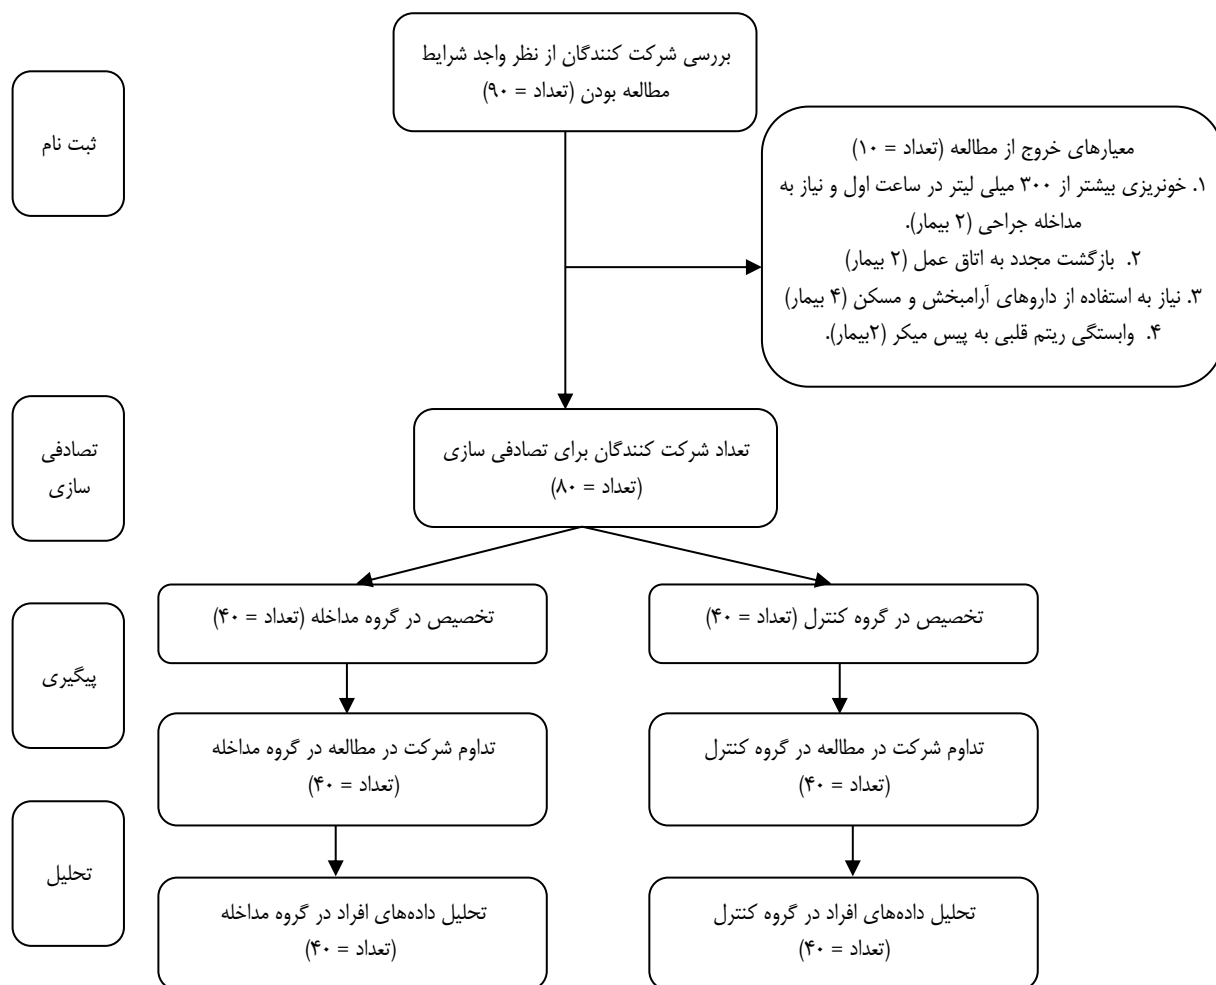 بررسی شرکت کنندگان از نظر واجد شرایط
مطالعه بودن (تعداد = ۹۰)
ثبت نام
معیارهای خروج از مطالعه (تعداد = ۱۰)
۱. خونریزی بیشتر از ۳۰۰ میلی لیتر در ساعت اول و نیاز به
مداخله جراحی (۲ بیمار).
۲. بازگشت مجدد به اتاق عمل (۲ بیمار)
۳. نیاز به استفاده از داروهای آرامبخش و مسکن (۴ بیمار)
۴. وابستگی ریتم قلبی به پیس میکر (۲بیمار).
تصادفی
سازی
تعداد شرکت کنندگان برای تصادفی سازی
(تعداد = ۸۰)
تخصیص در گروه کنترل (تعداد = ۴۰)
تخصیص در گروه مداخله (تعداد = ۴۰)
پیگیری
تداوم شرکت در مطالعه در گروه کنترل
(تعداد = ۴۰)
تداوم شرکت در مطالعه در گروه مداخله
(تعداد = ۴۰)
تحلیل
تحلیل داده‌های افراد در گروه کنترل
(تعداد = ۴۰)
تحلیل داده‌های افراد در گروه مداخله
(تعداد = ۴۰)